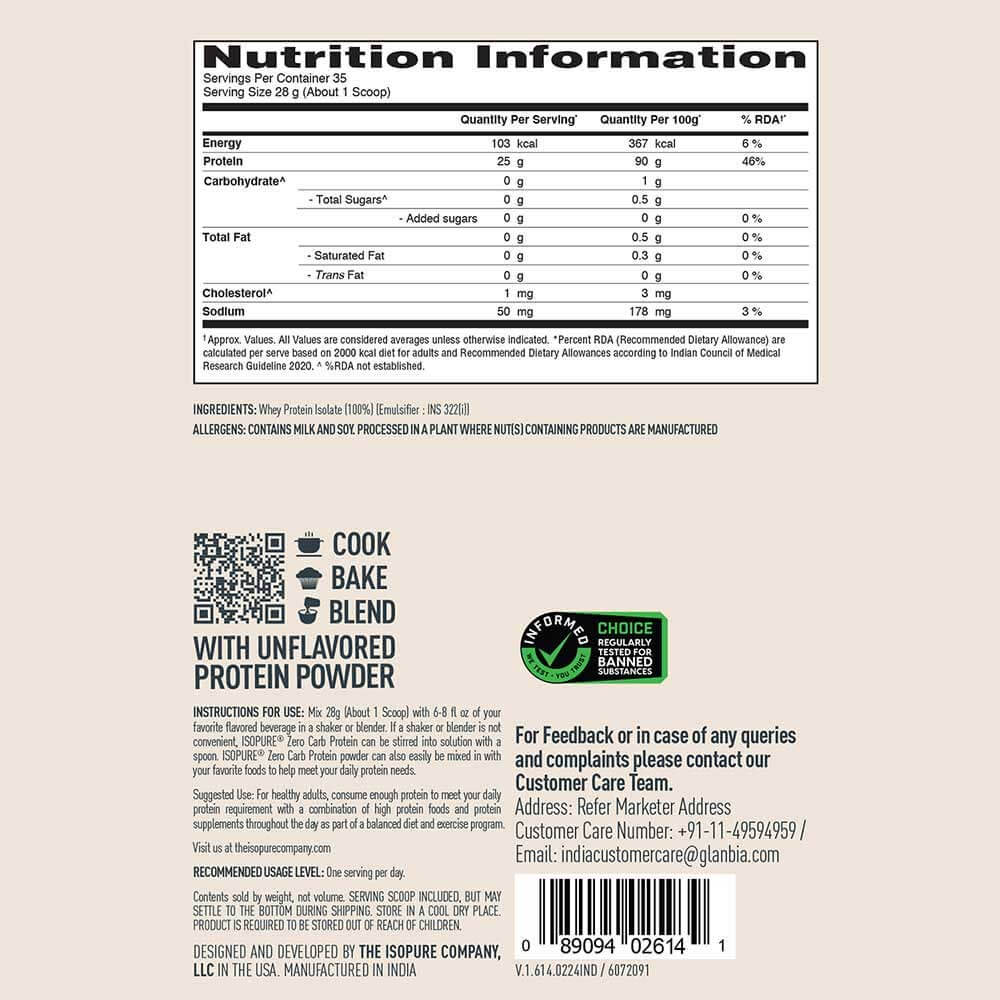 Nutrition Information
Servings Per Container 35
Serving Size 28 g (About 1 Scoop)
Quantity Per Serving* Quantity Per 100g* % RDA†*
Energy 103 kcal 367 kcal 6 %
Protein 25 g 90 g 46%
Carbohydrate^ 0 g 1 g
- Total Sugars^ 0 g 0.5 g
- Added sugars 0 g 0 g 0 %
Total Fat 0 g 0.5 g 0 %
- Saturated Fat 0 g 0.3 g 0 %
- Trans Fat 0 g 0 g 0 %
Cholesterol^ 1 mg 3 mg
Sodium 50 mg 178 mg 3 %
†Approx. Values. All Values are considered averages unless otherwise indicated. *Percent RDA (Recommended Dietary Allowance) are
calculated per serve based on 2000 kcal diet for adults and Recommended Dietary Allowances according to Indian Council of Medical
Research Guideline 2020. ^ %RDA not established.
INGREDIENTS: Whey Protein Isolate (100%) [Emulsifier : INS 322(i)]
ALLERGENS: CONTAINS MILK AND SOY. PROCESSED IN A PLANT WHERE NUT(S) CONTAINING PRODUCTS ARE MANUFACTURED
COOK
BAKE
BLEND
WITH UNFLAVORED
PROTEIN POWDER
INSTRUCTIONS FOR USE: Mix 28g (About 1 Scoop) with 6-8 fl oz of your
favorite flavored beverage in a shaker or blender. If a shaker or blender is not
convenient, ISOPURE® Zero Carb Protein can be stirred into solution with a
spoon. ISOPURE® Zero Carb Protein powder can also easily be mixed in with
your favorite foods to help meet your daily protein needs.
Suggested Use: For healthy adults, consume enough protein to meet your daily
protein requirement with a combination of high protein foods and protein
supplements throughout the day as part of a balanced diet and exercise program.
Visit us at theisopurecompany.com
RECOMMENDED USAGE LEVEL: One serving per day.
Contents sold by weight, not volume. SERVING SCOOP INCLUDED, BUT MAY
SETTLE TO THE BOTTOM DURING SHIPPING. STORE IN A COOL DRY PLACE.
PRODUCT IS REQUIRED TO BE STORED OUT OF REACH OF CHILDREN.
DESIGNED AND DEVELOPED BY THE ISOPURE COMPANY,
LLC IN THE USA. MANUFACTURED IN INDIA
INFORMED
WE TEST - YOU TRUST
CHOICE
REGULARLY
TESTED FOR
BANNED
SUBSTANCES
For Feedback or in case of any queries
and complaints please contact our
Customer Care Team.
Address: Refer Marketer Address
Customer Care Number: +91-11-49594959 /
Email: indiacustomercare@glanbia.com
0 89094 02614 1
V.1.614.0224IND / 6072091